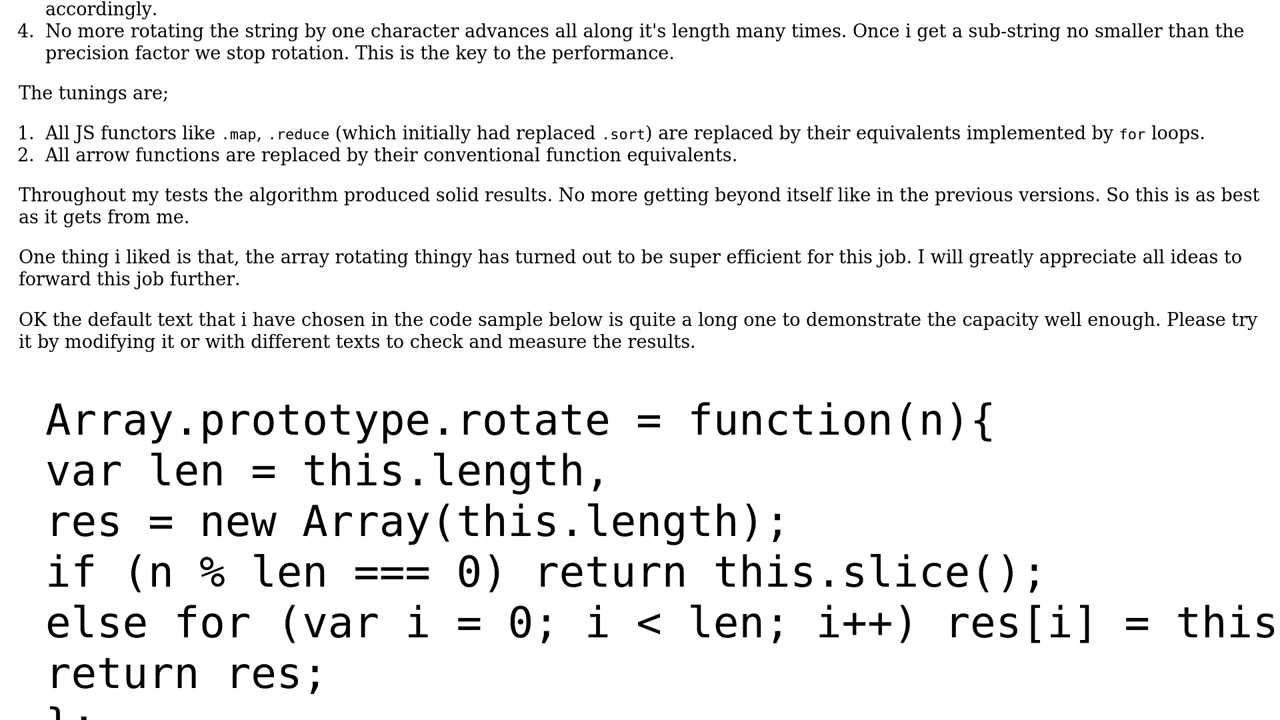 accordingly.
4. No more rotating the string by one character advances all along it's length many times. Once i get a sub-string no smaller than the
precision factor we stop rotation. This is the key to the performance.
The tunings are;
1. All JS functors like .map, .reduce (which initially had replaced .sort) are replaced by their equivalents implemented by for loops.
2. All arrow functions are replaced by their conventional function equivalents.
Throughout my tests the algorithm produced solid results. No more getting beyond itself like in the previous versions. So this is as best
as it gets from me.
One thing i liked is that, the array rotating thingy has turned out to be super efficient for this job. I will greatly appreciate all ideas to
forward this job further.
OK the default text that i have chosen in the code sample below is quite a long one to demonstrate the capacity well enough. Please try
it by modifying it or with different texts to check and measure the results.
Array.prototype.rotate = function(n){
var len = this.length,
res = new Array(this.length);
if (n % len === 0) return this.slice();
else for (var i = 0; i < len; i++) res[i] = this
return res;
};